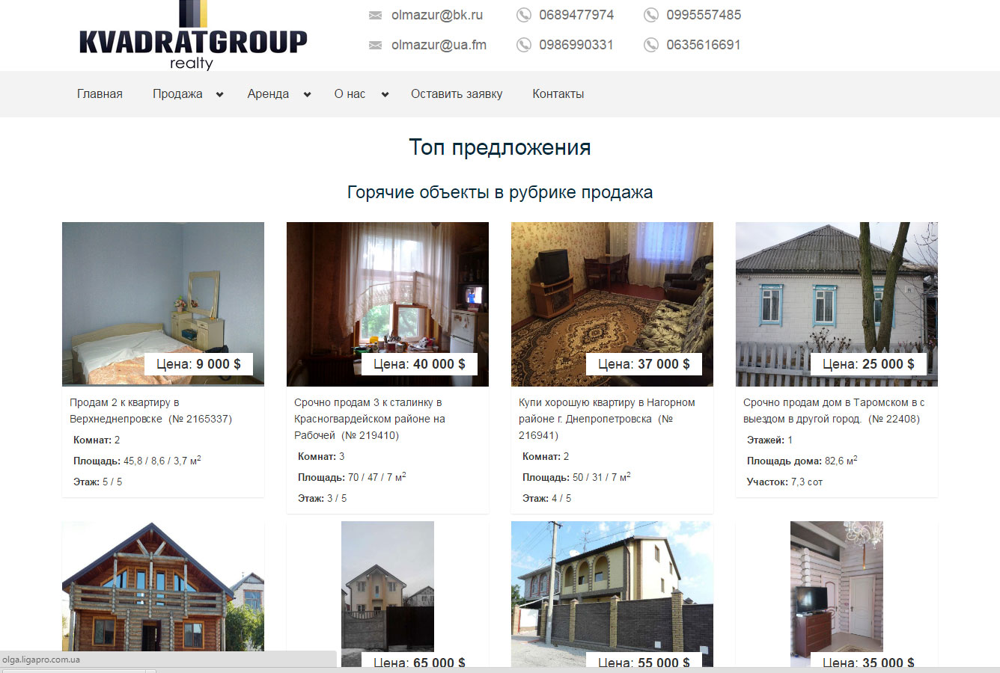 KVADRATGROUP
realty
olmazur@bk.ru 0689477974 0995557485
olmazur@ua.fm 0986990331 0635616691
Главная Продажа Аренда О нас Оставить заявку Контакты
Топ предложения
Горячие объекты в рубрике продажа
Цена: 9 000 $
Продам 2 к квартиру в
Верхнеднепровске (№ 2165337)
Комнат: 2
Площадь: 45,8 / 8,6 / 3,7 м²
Этаж: 5 / 5
Цена: 40 000 $
Срочно продам 3 к сталинку в
Красногвардейском районе на
Рабочей (№ 219410)
Комнат: 3
Площадь: 70 / 47 / 7 м²
Этаж: 3 / 5
Цена: 37 000 $
Купи хорошую квартиру в Нагорном
районе г. Днепропетровска (№
216941)
Комнат: 2
Площадь: 50 / 31 / 7 м²
Этаж: 4 / 5
Цена: 25 000 $
Срочно продам дом в Таромском в с
выездом в другой город. (№ 22408)
Этажей: 1
Площадь дома: 82,6 м²
Участок: 7,3 сот
Цена: 65 000 $
Цена: 55 000 $
Цена: 35 000 $
olga.ligapro.com.ua